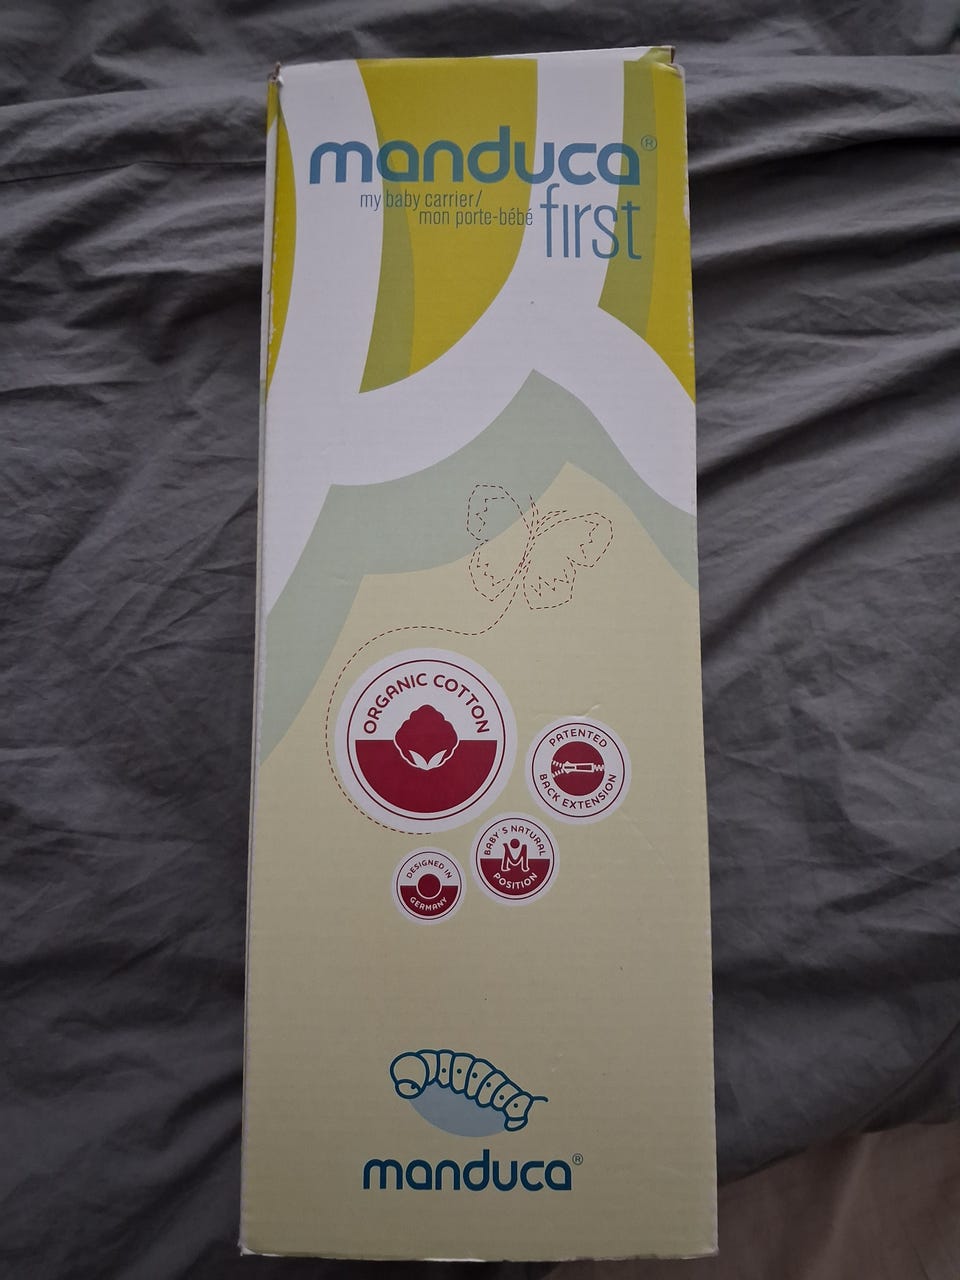 manduca®
my baby carrier/
mon porte-bébé
first
ORGANIC COTTON
PATENTED
BACK EXTENSION
BABY'S NATURAL
POSITION
DESIGNED IN
GERMANY
manduca®